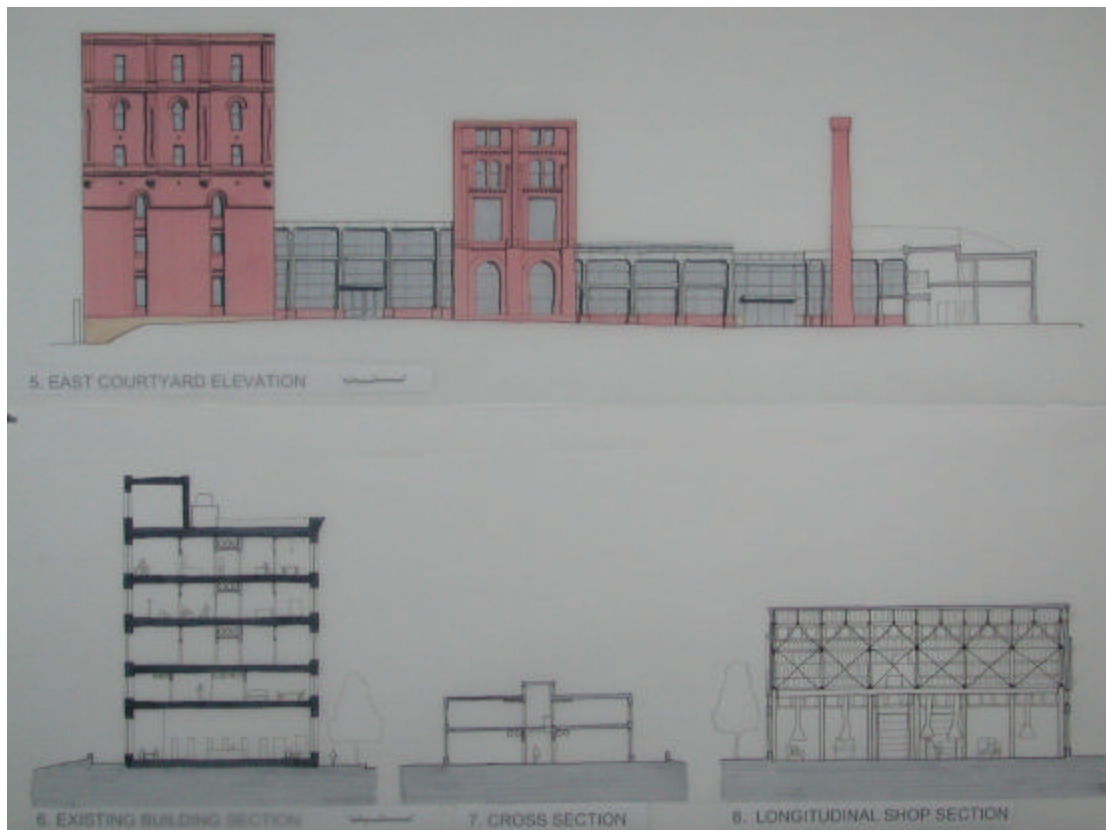 5. EAST COURTYARD ELEVATION
6. EXISTING BUILDING SECTION
7. CROSS SECTION
8. LONGITUDINAL SHOP SECTION